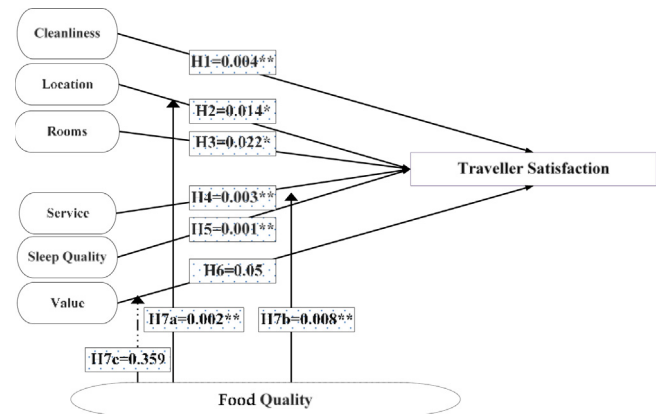 Cleanliness
H1=0.004**
Location
H2=0.014*
Rooms
H3=0.022*
Traveller Satisfaction
Service
H4=0.003**
Sleep Quality
H5=0.001**
Value
H6=0.05
H7a=0.002**
H7b=0.008**
H7c=0.359
Food Quality